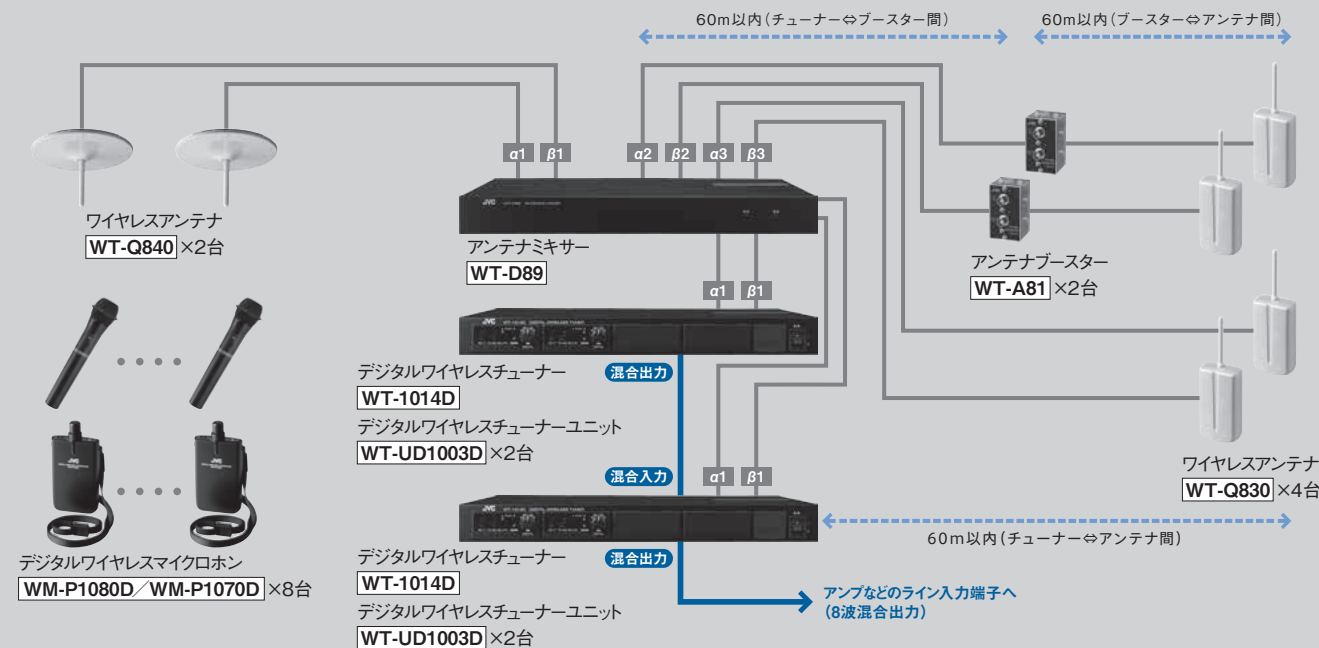 60m以内（チューナー⇔ブースター間）
60m以内（ブースター⇔アンテナ間）
α1
β1
α2
β2
α3
β3
JVC
ワイヤレスアンテナ
WT-Q840×2台
アンテナミキサー
WT-D89
アンテナブースター
WT-A81×2台
α1
β1
JVC
デジタルワイヤレスチューナー
混合出力
WT-1014D
デジタルワイヤレスチューナーユニット
WT-UD1003D×2台
混合入力
α1
β1
ワイヤレスアンテナ
WT-Q830×4台
JVC
60m以内（チューナー⇔アンテナ間）
デジタルワイヤレスマイクロホン
WM-P1080D／WM-P1070D×8台
デジタルワイヤレスチューナー
混合出力
WT-1014D
アンプなどのライン入力端子へ
（8波混合出力）
デジタルワイヤレスチューナーユニット
WT-UD1003D×2台